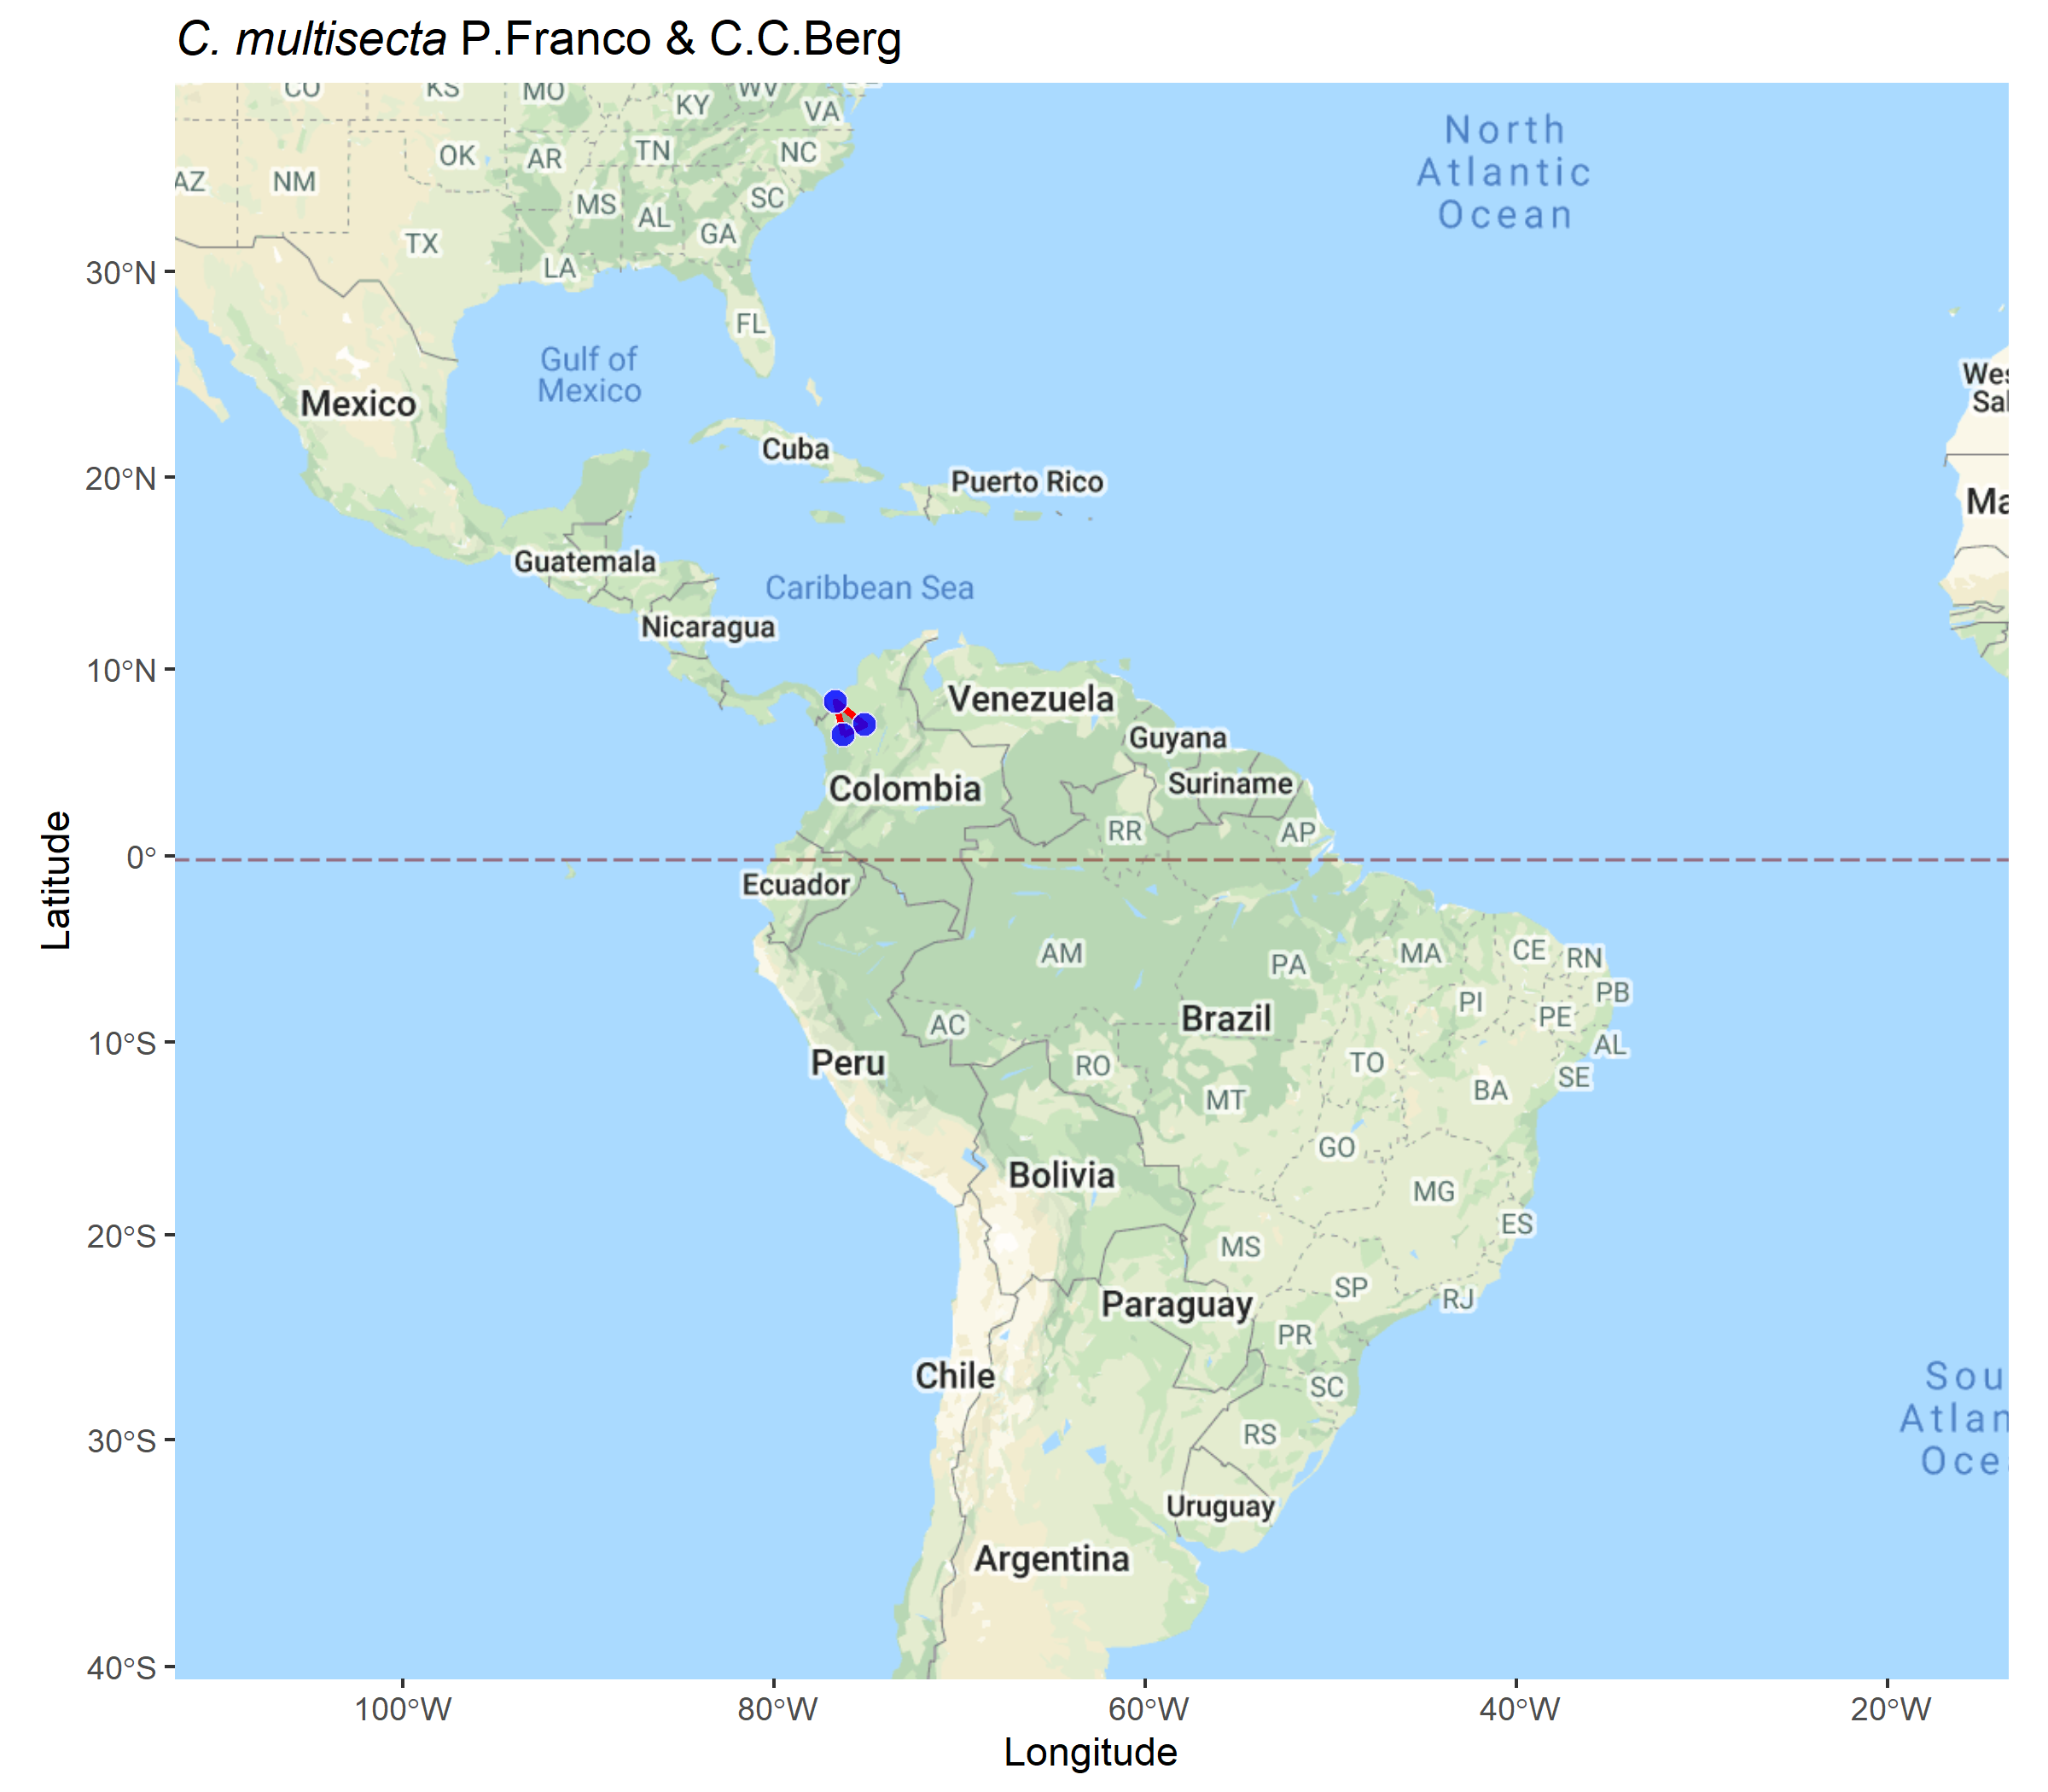 C. multisecta P.Franco & C.C.Berg
CO
KS
MO
KY
WV
VA
OK
AR
TN
NC
AZ
NM
MS
AL
SC
GA
TX
LA
FL
North
Atlantic
Ocean
30°N
Gulf of
Mexico
Mexico
Cuba
20°N
Puerto Rico
Guatemala
Caribbean Sea
Nicaragua
10°N
Venezuela
Guyana
Colombia
Suriname
RR
AP
0°
Ecuador
Latitude
AM
PA
MA
CE
RN
PI
PB
PE
Brazil
AC
10°S
AL
Peru
RO
TO
SE
MT
BA
GO
Bolivia
MG
20°S
ES
MS
SP
RJ
Paraguay
PR
Chile
SC
30°S
RS
Uruguay
Argentina
40°S
Wes
Sal
Ma
Sou
Atlan
Oce
100°W
80°W
60°W
40°W
20°W
Longitude